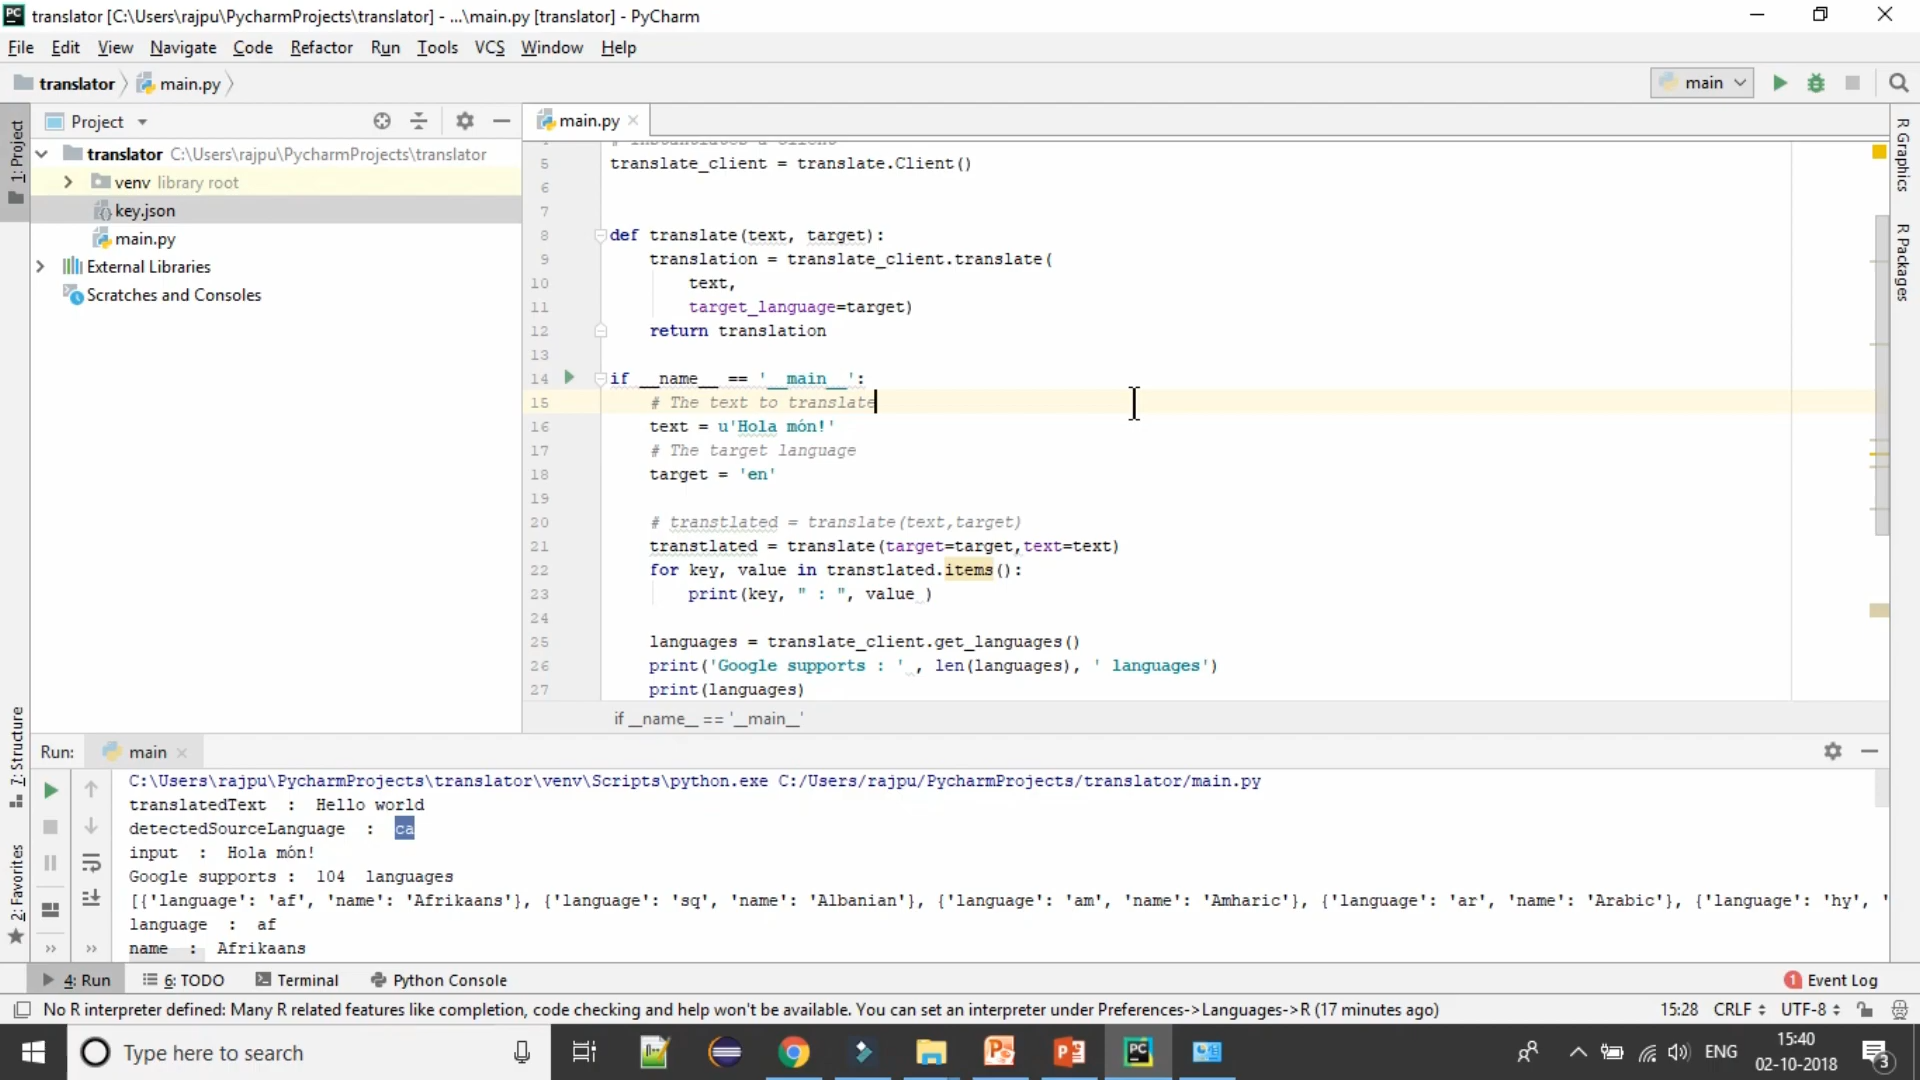 translator [C:\Users\rajpu\PycharmProjects\translator] - ...\main.py [translator] - PyCharm
File Edit View Navigate Code Refactor Run Tools VCS Window Help
translator main.py main
1: Project
Project
translator C:\Users\rajpu\PycharmProjects\translator
venv library root
key.json
main.py
External Libraries
Scratches and Consoles
main.py
# Instantiates a client
5 translate_client = translate.Client()
6
7
8 def translate(text, target):
9 translation = translate_client.translate(
10 text,
11 target_language=target)
12 return translation
13
14 if __name__ == '__main__':
15 # The text to translate
16 text = u'Hola món!'
17 # The target language
18 target = 'en'
19
20 # transtlated = translate(text,target)
21 transtlated = translate(target=target,text=text)
22 for key, value in transtlated.items():
23 print(key, " : ", value )
24
25 languages = translate_client.get_languages()
26 print('Google supports : ' , len(languages), ' languages')
27 print(languages)
if __name__ == '__main__'
R Graphics
R Packages
7: Structure
2: Favorites
Run: main
C:\Users\rajpu\PycharmProjects\translator\venv\Scripts\python.exe C:/Users/rajpu/PycharmProjects/translator/main.py
translatedText : Hello world
detectedSourceLanguage : ca
input : Hola món!
Google supports : 104 languages
[{'language': 'af', 'name': 'Afrikaans'}, {'language': 'sq', 'name': 'Albanian'}, {'language': 'am', 'name': 'Amharic'}, {'language': 'ar', 'name': 'Arabic'}, {'language': 'hy', '
language : af
name : Afrikaans
4: Run 6: TODO Terminal Python Console 1 Event Log
No R interpreter defined: Many R related features like completion, code checking and help won't be available. You can set an interpreter under Preferences->Languages->R (17 minutes ago) 15:28 CRLF UTF-8
Type here to search ENG 15:40
02-10-2018 3